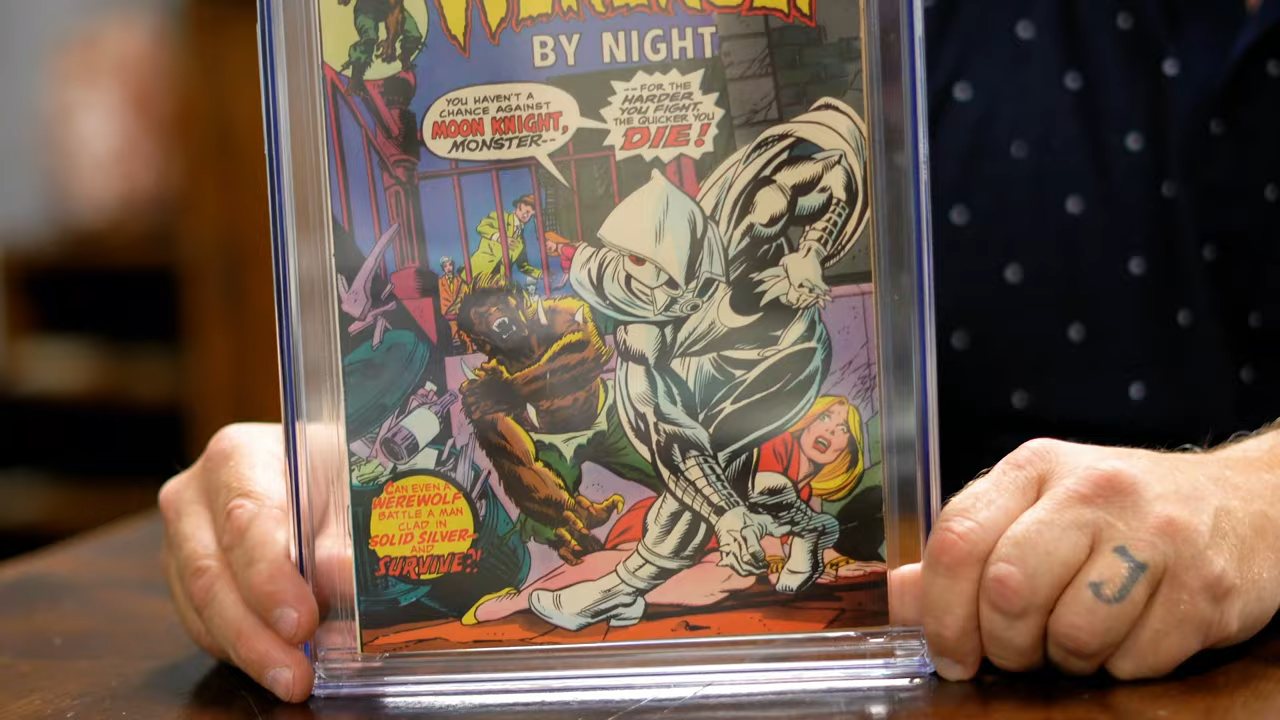 WEREWOLF
BY NIGHT
YOU HAVEN'T A
CHANCE AGAINST
MOON KNIGHT,
MONSTER--
--FOR THE
HARDER
YOU FIGHT,
THE QUICKER YOU
DIE!
CAN EVEN A
WEREWOLF
BATTLE A MAN
CLAD IN
SOLID SILVER--
AND
SURVIVE?!
J